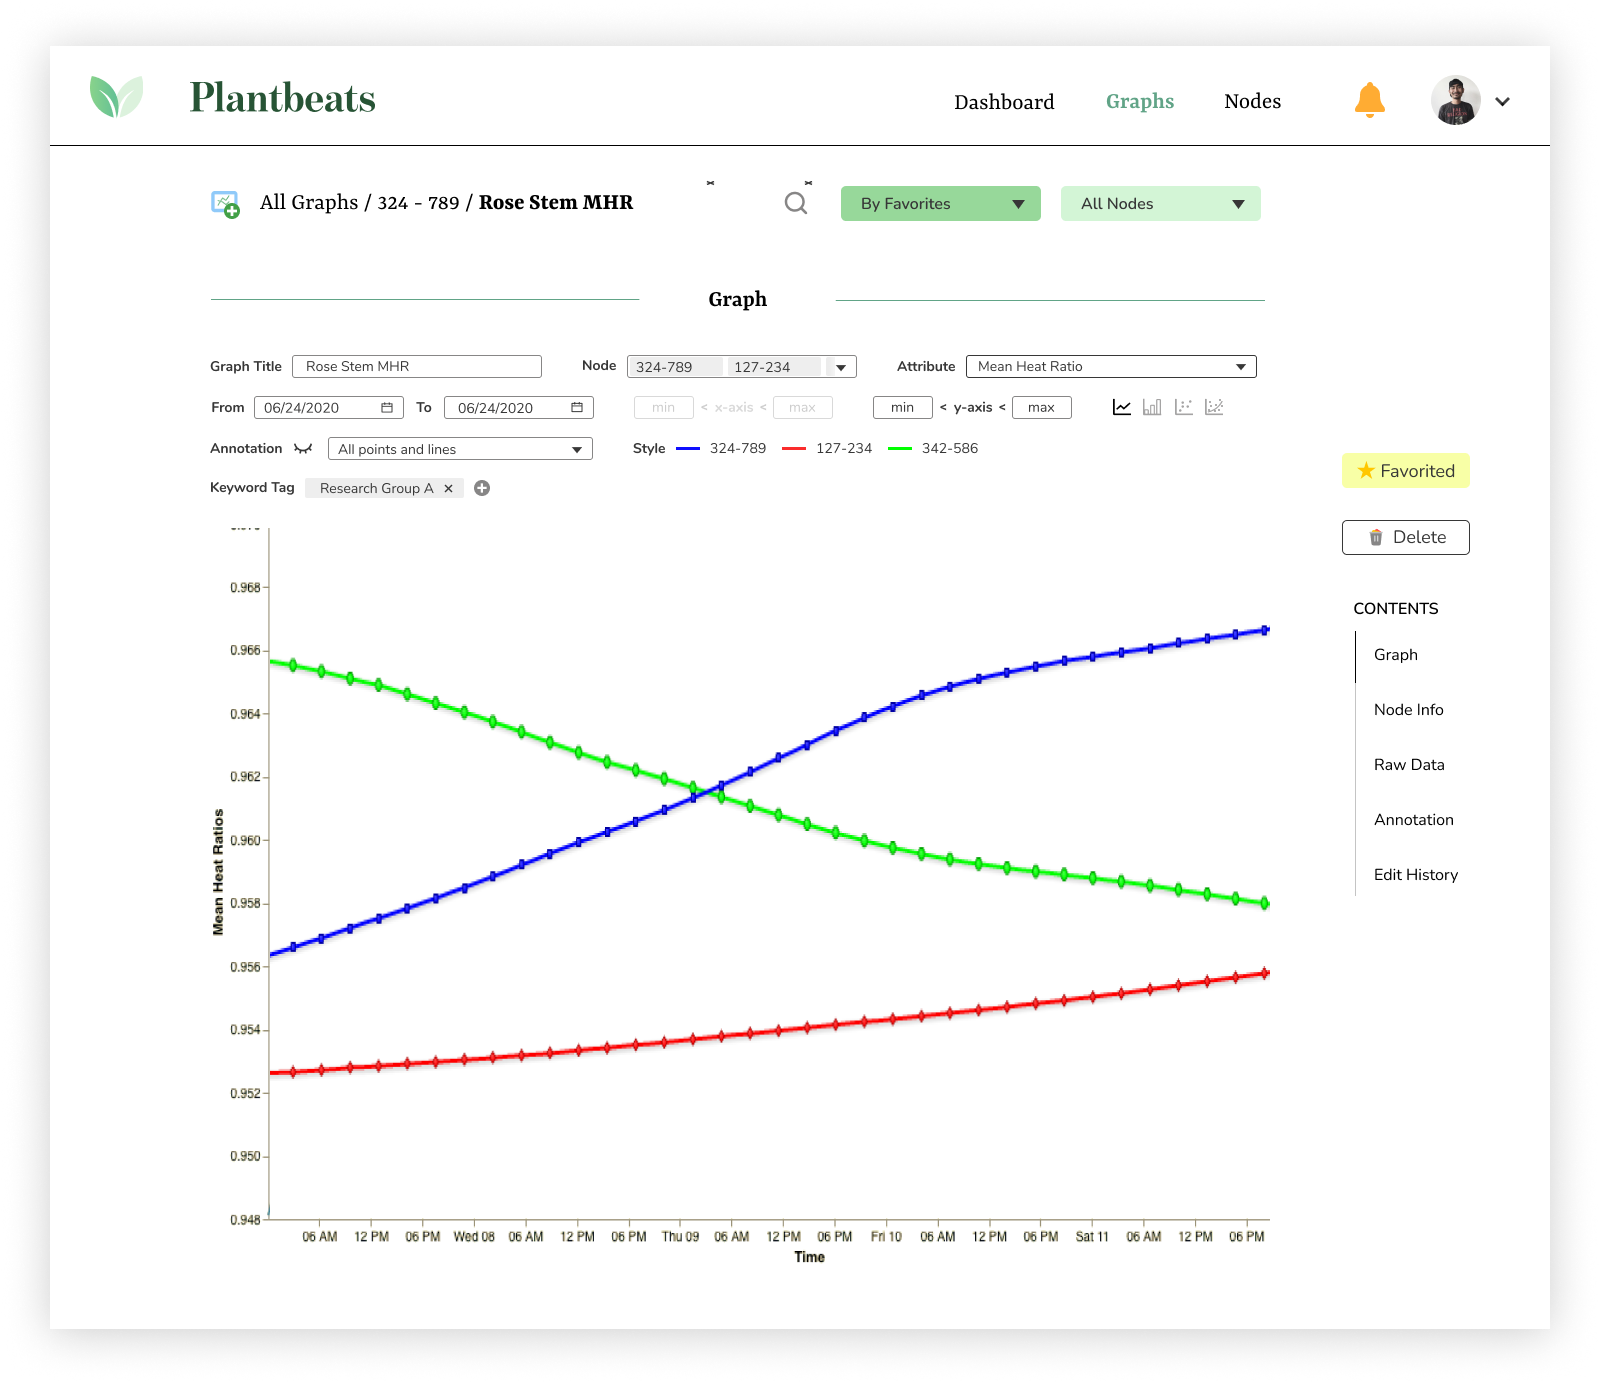 Plantbeats
Dashboard Graphs Nodes
All Graphs / 324 - 789 / Rose Stem MHR
By Favorites
All Nodes
Graph
Graph Title Rose Stem MHR Node 324-789 127-234 Attribute Mean Heat Ratio
From 06/24/2020 To 06/24/2020 min < x-axis < max min < y-axis < max
Annotation All points and lines Style 324-789 127-234 342-586
Keyword Tag Research Group A ×
Favorited
Delete
CONTENTS
Graph
Node Info
Raw Data
Annotation
Edit History
0.968
0.966
0.964
0.962
0.960
0.958
0.956
0.954
0.952
0.950
0.948
Mean Heat Ratios
06 AM 12 PM 06 PM Wed 08 06 AM 12 PM 06 PM Thu 09 06 AM 12 PM 06 PM Fri 10 06 AM 12 PM 06 PM Sat 11 06 AM 12 PM 06 PM
Time